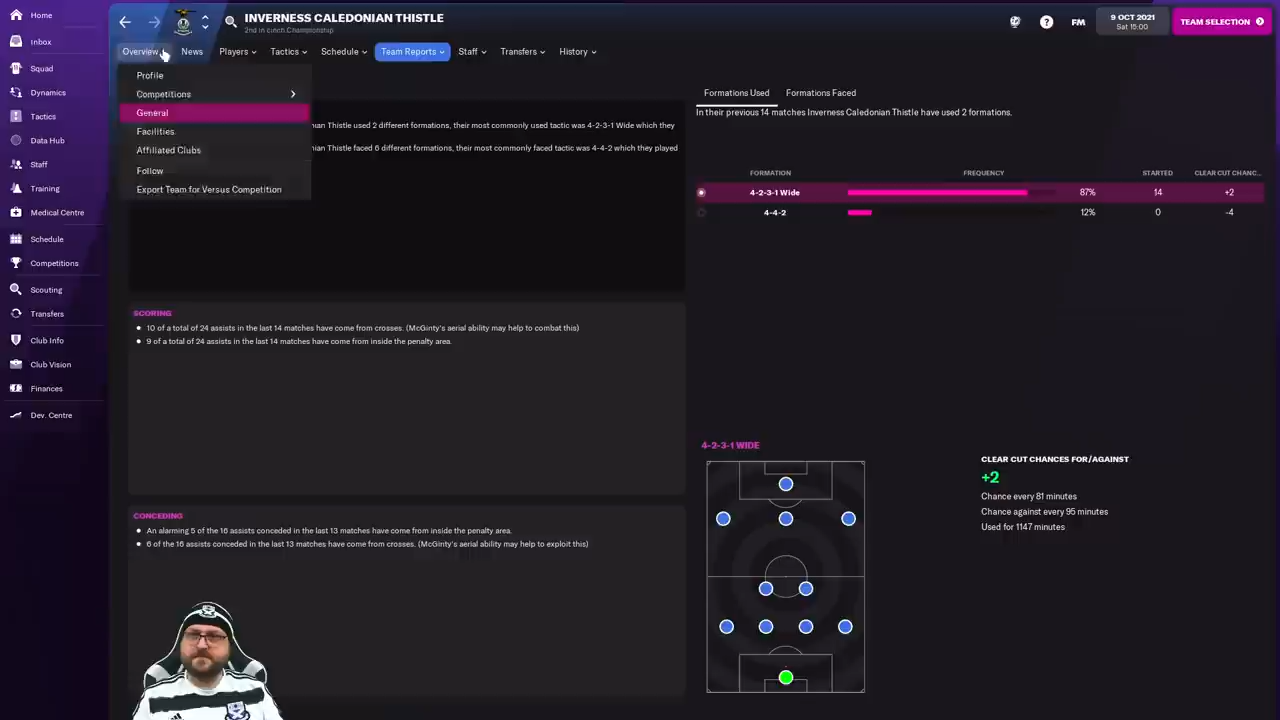 Home
Inbox
Squad
Dynamics
Tactics
Data Hub
Staff
Training
Medical Centre
Schedule
Competitions
Scouting
Transfers
Club Info
Club Vision
Finances
Dev. Centre
INVERNESS CALEDONIAN THISTLE
2nd in cinch Championship
FM
9 OCT 2021
Sat 15:00
TEAM SELECTION
Overview
News
Players
Tactics
Schedule
Team Reports
Staff
Transfers
History
Profile
Competitions
General
Facilities
Affiliated Clubs
Follow
Export Team for Versus Competition
nian Thistle used 2 different formations, their most commonly used tactic was 4-2-3-1 Wide which they
nian Thistle faced 6 different formations, their most commonly faced tactic was 4-4-2 which they played
SCORING
10 of a total of 24 assists in the last 14 matches have come from crosses. (McGinty's aerial ability may help to combat this)
9 of a total of 24 assists in the last 14 matches have come from inside the penalty area.
CONCEDING
An alarming 5 of the 16 assists conceded in the last 13 matches have come from inside the penalty area.
6 of the 16 assists conceded in the last 13 matches have come from crosses. (McGinty's aerial ability may help to exploit this)
Formations Used
Formations Faced
In their previous 14 matches Inverness Caledonian Thistle have used 2 formations.
FORMATION FREQUENCY STARTED CLEAR CUT CHANC...
4-2-3-1 Wide 87% 14 +2
4-4-2 12% 0 -4
4-2-3-1 WIDE
CLEAR CUT CHANCES FOR/AGAINST
+2
Chance every 81 minutes
Chance against every 95 minutes
Used for 1147 minutes